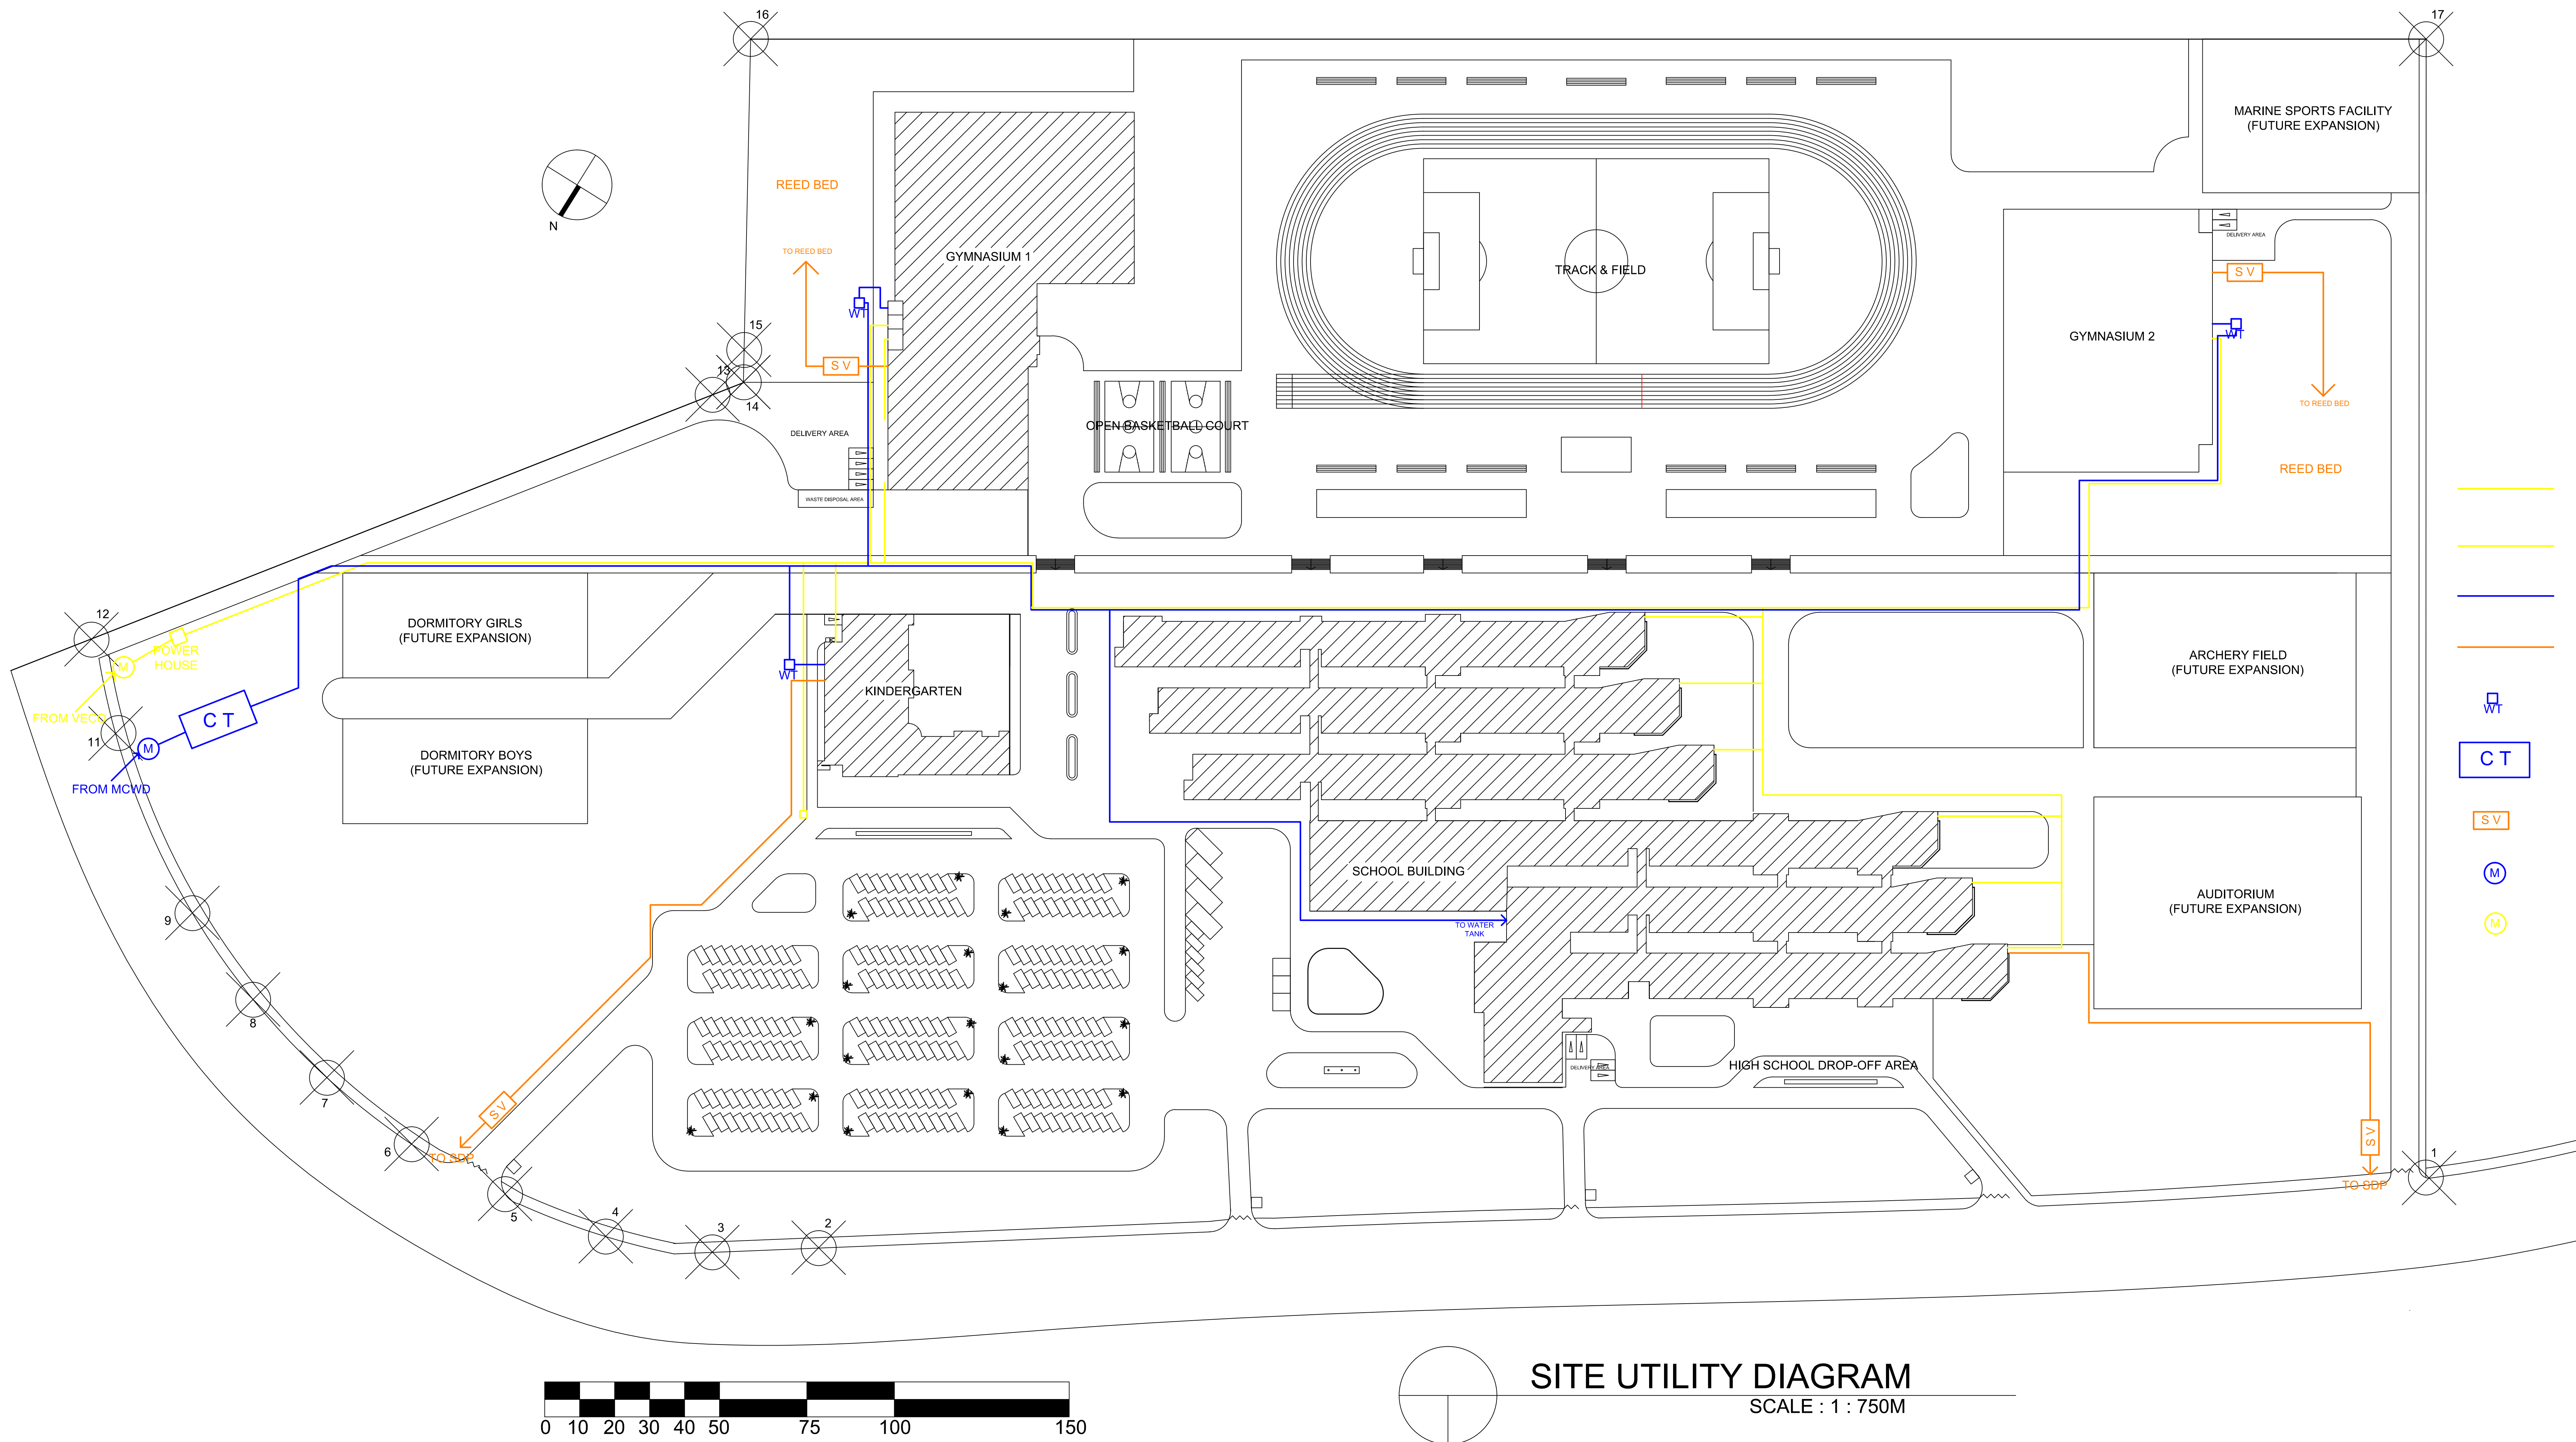 16
17
MARINE SPORTS FACILITY
(FUTURE EXPANSION)
REED BED
N
DELIVERY AREA
TO REED BED
GYMNASIUM 1
TRACK & FIELD
S V
WT
15
GYMNASIUM 2
WT
S V
13
14
TO REED BED
OPEN BASKETBALL COURT
DELIVERY AREA
REED BED
WASTE DISPOSAL AREA
12
DORMITORY GIRLS
(FUTURE EXPANSION)
M
POWER
HOUSE
ARCHERY FIELD
(FUTURE EXPANSION)
WT
KINDERGARTEN
FROM VECO
C T
WT
11
M
DORMITORY BOYS
(FUTURE EXPANSION)
C T
FROM MCWD
S V
SCHOOL BUILDING
M
AUDITORIUM
(FUTURE EXPANSION)
9
TO WATER
TANK
M
8
DELIVERY AREA
HIGH SCHOOL DROP-OFF AREA
7
S V
S V
6
TO SDP
1
TO SDP
5
4
3
2
SITE UTILITY DIAGRAM
SCALE : 1 : 750M
0 10 20 30 40 50 75 100 150